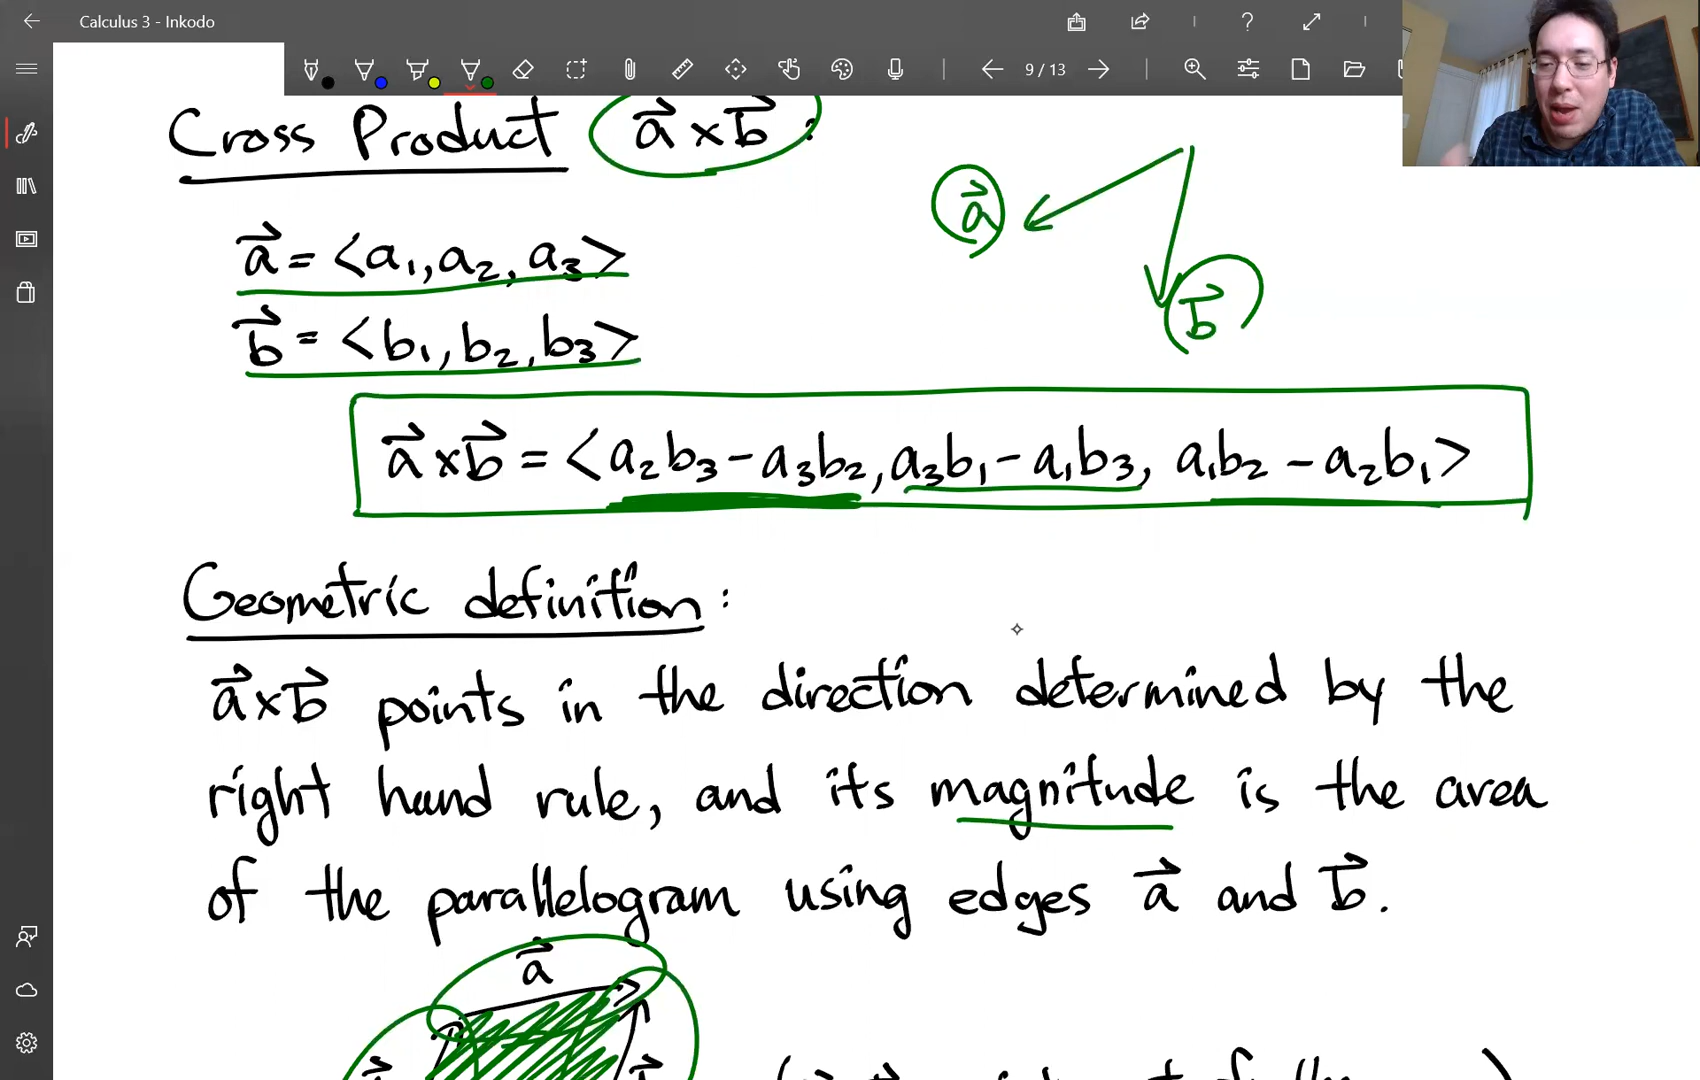 Calculus 3 - Inkodo
9 / 13
Cross Product a⃗ × b⃗ :
a⃗
a⃗ = <a₁, a₂, a₃>
b⃗
b⃗ = <b₁, b₂, b₃>
a⃗ × b⃗ = <a₂b₃ - a₃b₂, a₃b₁ - a₁b₃, a₁b₂ - a₂b₁>
Geometric definition :
a⃗ × b⃗ points in the direction determined by the
right hand rule, and its magnitude is the area
of the parallelogram using edges a⃗ and b⃗.
a⃗